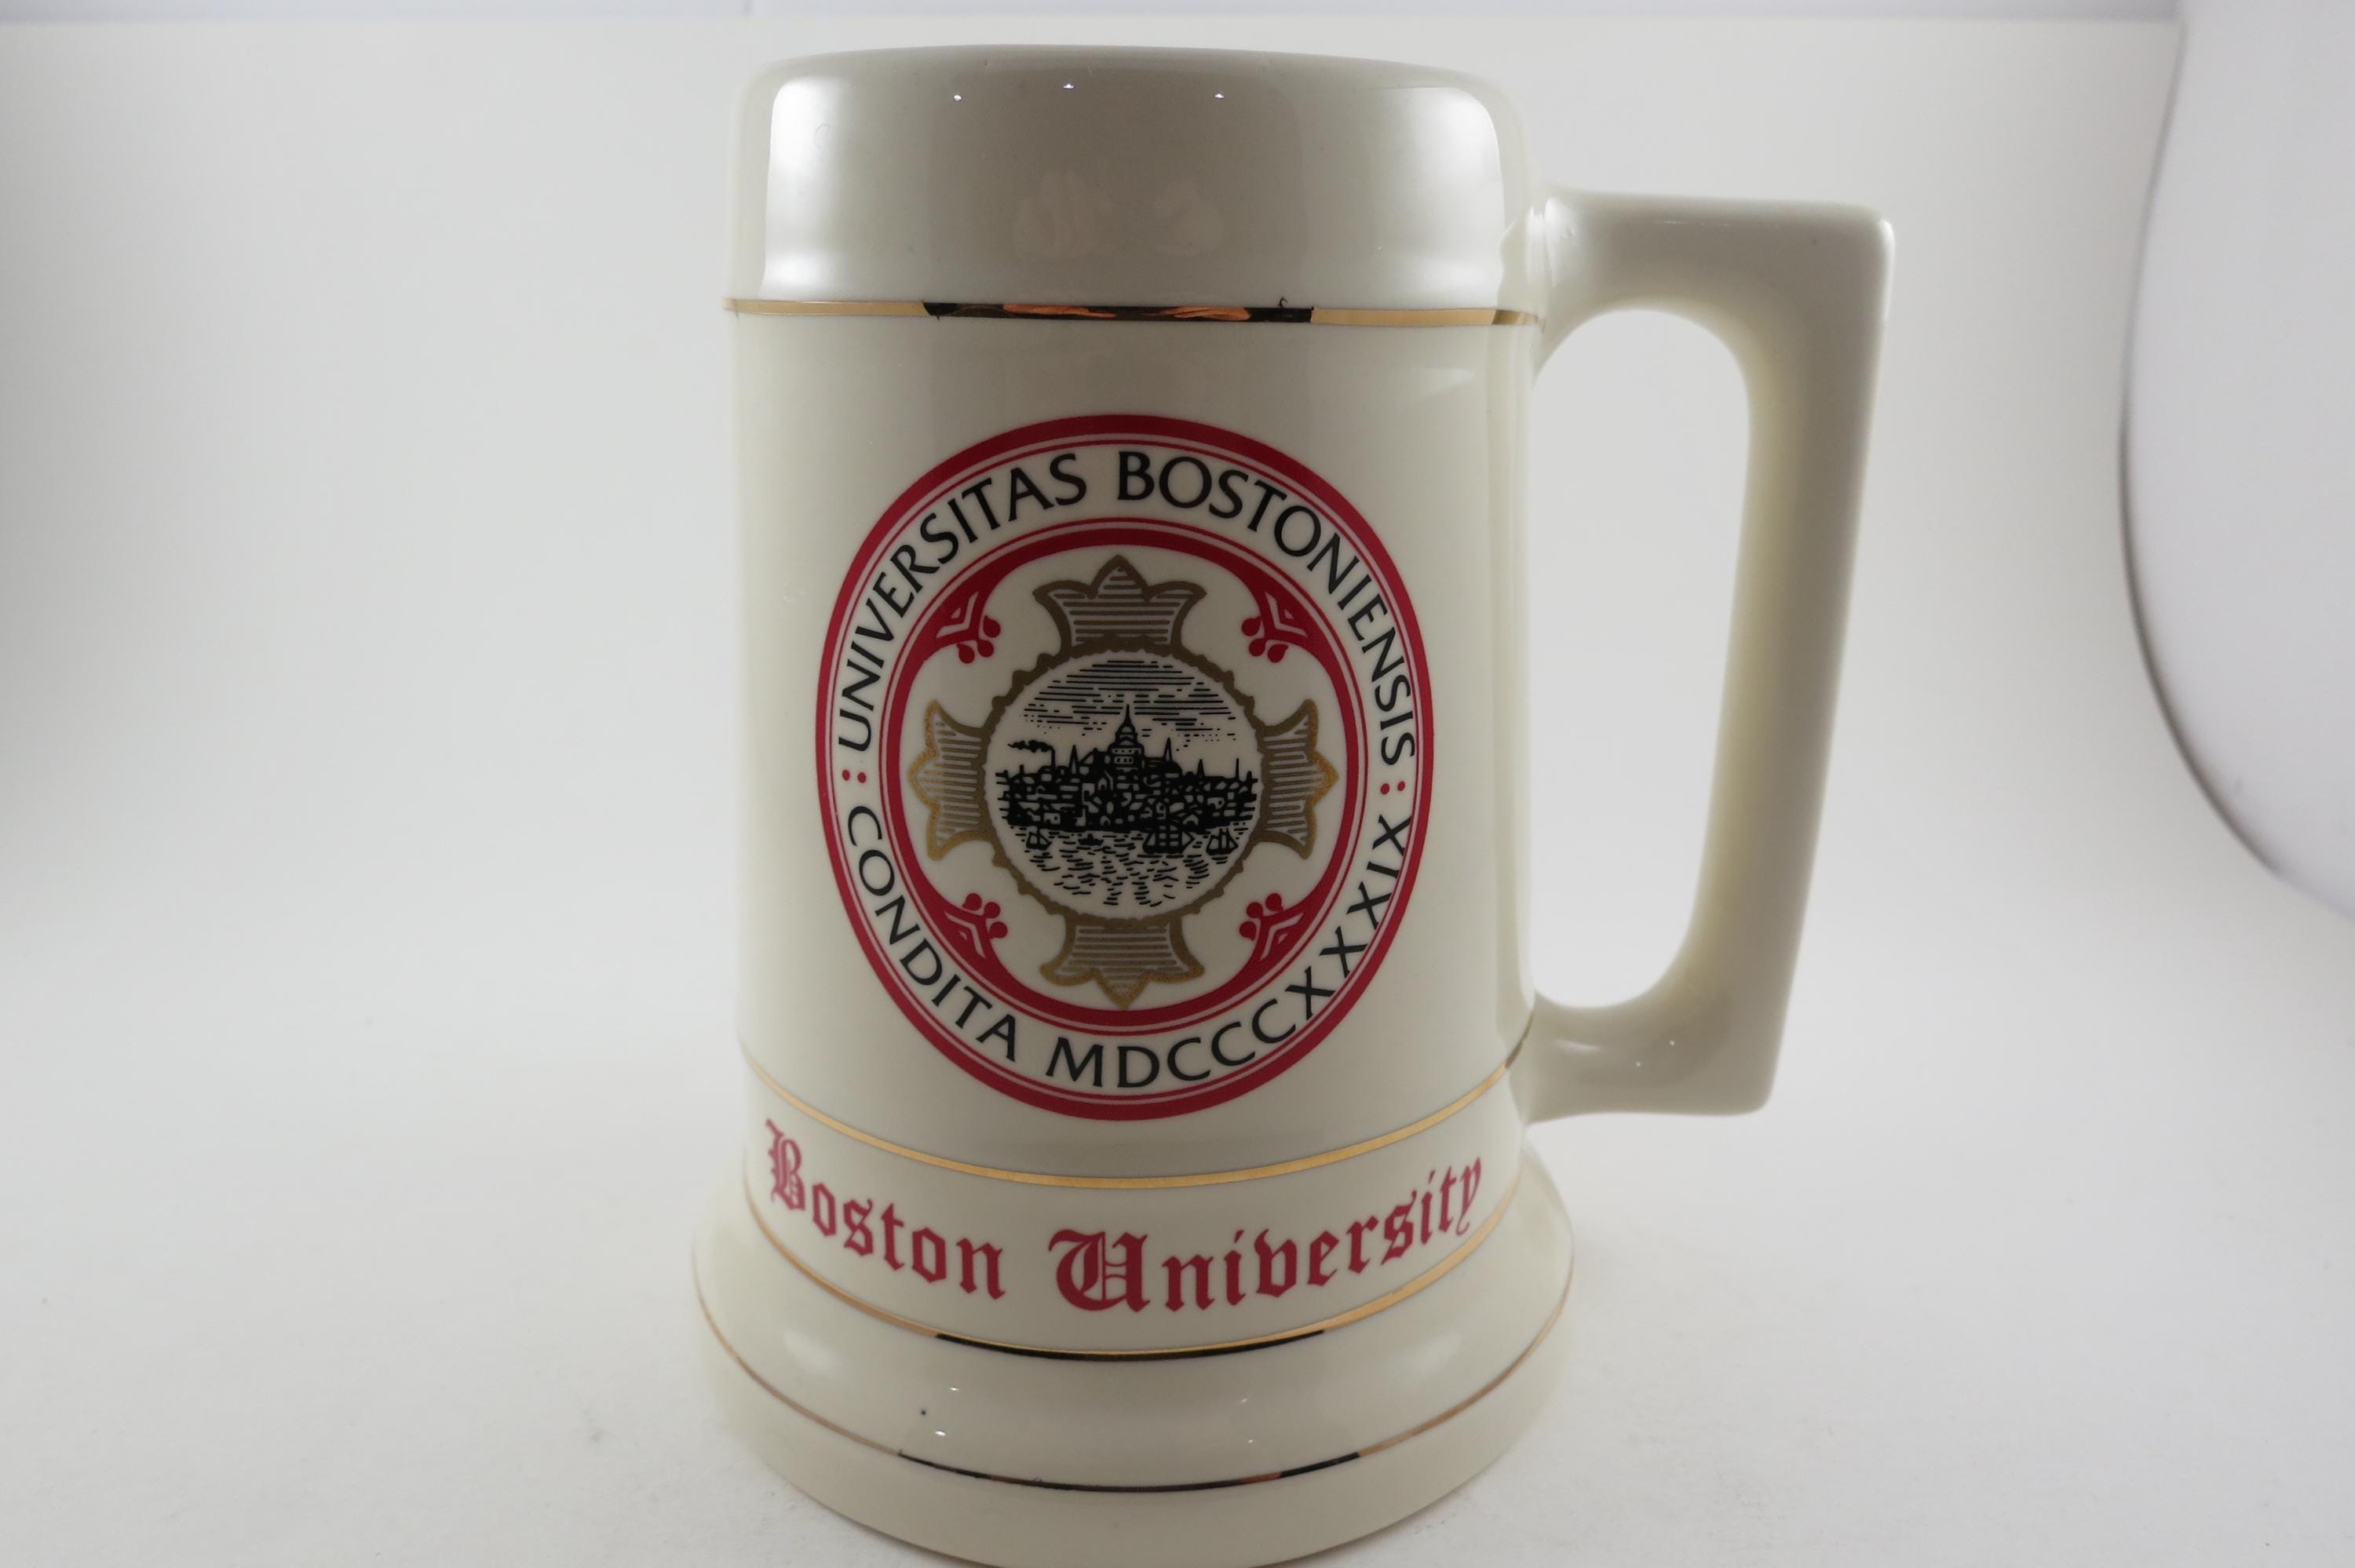 : UNIVERSITAS BOSTONIENSIS :
CONDITA MDCCCXXXIX
Boston University